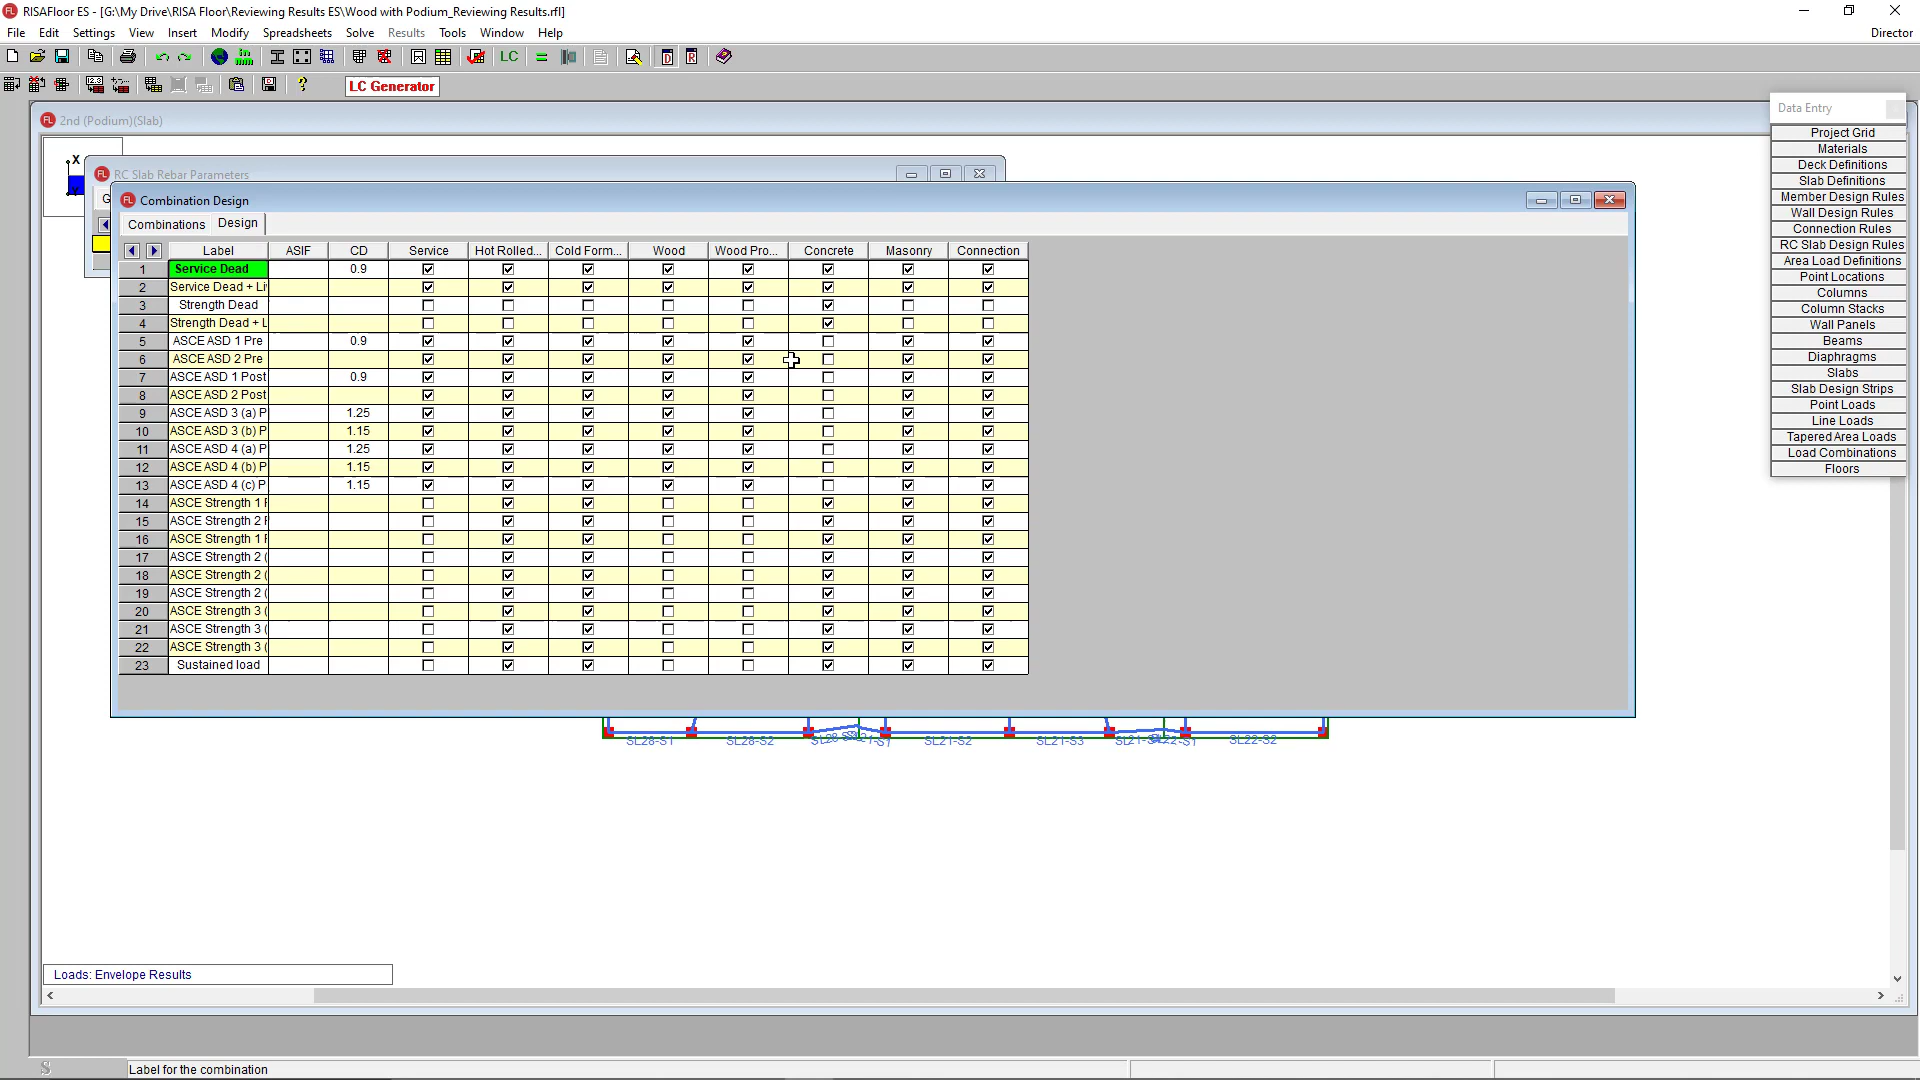 RISAFloor ES - [G:\My Drive\RISA Floor\Reviewing Results ES\Wood with Podium_Reviewing Results.rfl]
File Edit Settings View Insert Modify Spreadsheets Solve Results Tools Window Help Director
LC
D R
LC Generator
2nd (Podium)(Slab)
X
RC Slab Rebar Parameters
Combination Design
Combinations Design
Label ASIF CD Service Hot Rolled... Cold Form... Wood Wood Pro... Concrete Masonry Connection
1 Service Dead 0.9
2 Service Dead + Li
3 Strength Dead
4 Strength Dead + L
5 ASCE ASD 1 Pre 0.9
6 ASCE ASD 2 Pre
7 ASCE ASD 1 Post 0.9
8 ASCE ASD 2 Post
9 ASCE ASD 3 (a) P 1.25
10 ASCE ASD 3 (b) P 1.15
11 ASCE ASD 4 (a) P 1.25
12 ASCE ASD 4 (b) P 1.15
13 ASCE ASD 4 (c) P 1.15
14 ASCE Strength 1 F
15 ASCE Strength 2 F
16 ASCE Strength 1 F
17 ASCE Strength 2 (
18 ASCE Strength 2 (
19 ASCE Strength 2 (
20 ASCE Strength 3 (
21 ASCE Strength 3 (
22 ASCE Strength 3 (
23 Sustained load
Data Entry
Project Grid
Materials
Deck Definitions
Slab Definitions
Member Design Rules
Wall Design Rules
Connection Rules
RC Slab Design Rules
Area Load Definitions
Point Locations
Columns
Column Stacks
Wall Panels
Beams
Diaphragms
Slabs
Slab Design Strips
Point Loads
Line Loads
Tapered Area Loads
Load Combinations
Floors
SL28-S1 SL28-S2 SL21-S2 SL21-S3 SL22-S2
Loads: Envelope Results
Label for the combination